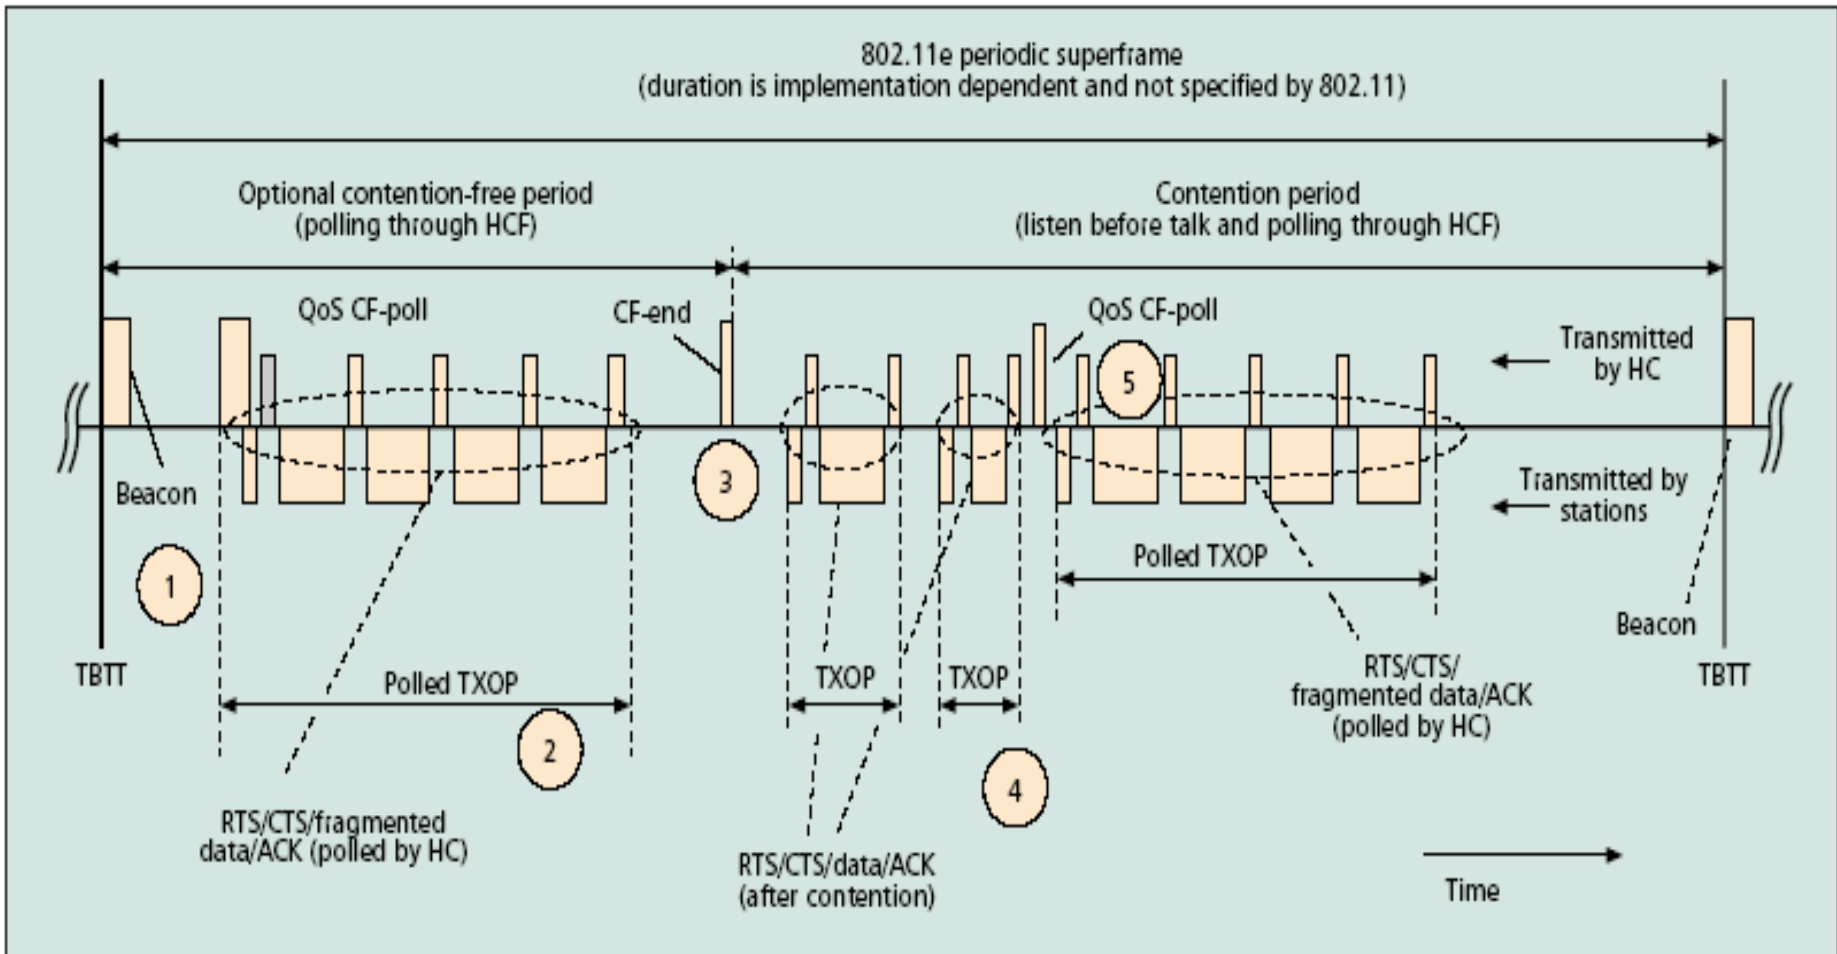 802.11e periodic superframe
(duration is implementation dependent and not specified by 802.11)
Optional contention-free period
(polling through HCF)
Contention period
(listen before talk and polling through HCF)
QoS CF-poll
CF-end
QoS CF-poll
Transmitted
by HC
5
3
Beacon
Transmitted by
stations
1
Polled TXOP
Beacon
TBTT
Polled TXOP
TXOP
TXOP
RTS/CTS/
fragmented data/ACK
(polled by HC)
TBTT
2
4
RTS/CTS/fragmented
data/ACK (polled by HC)
RTS/CTS/data/ACK
(after contention)
Time